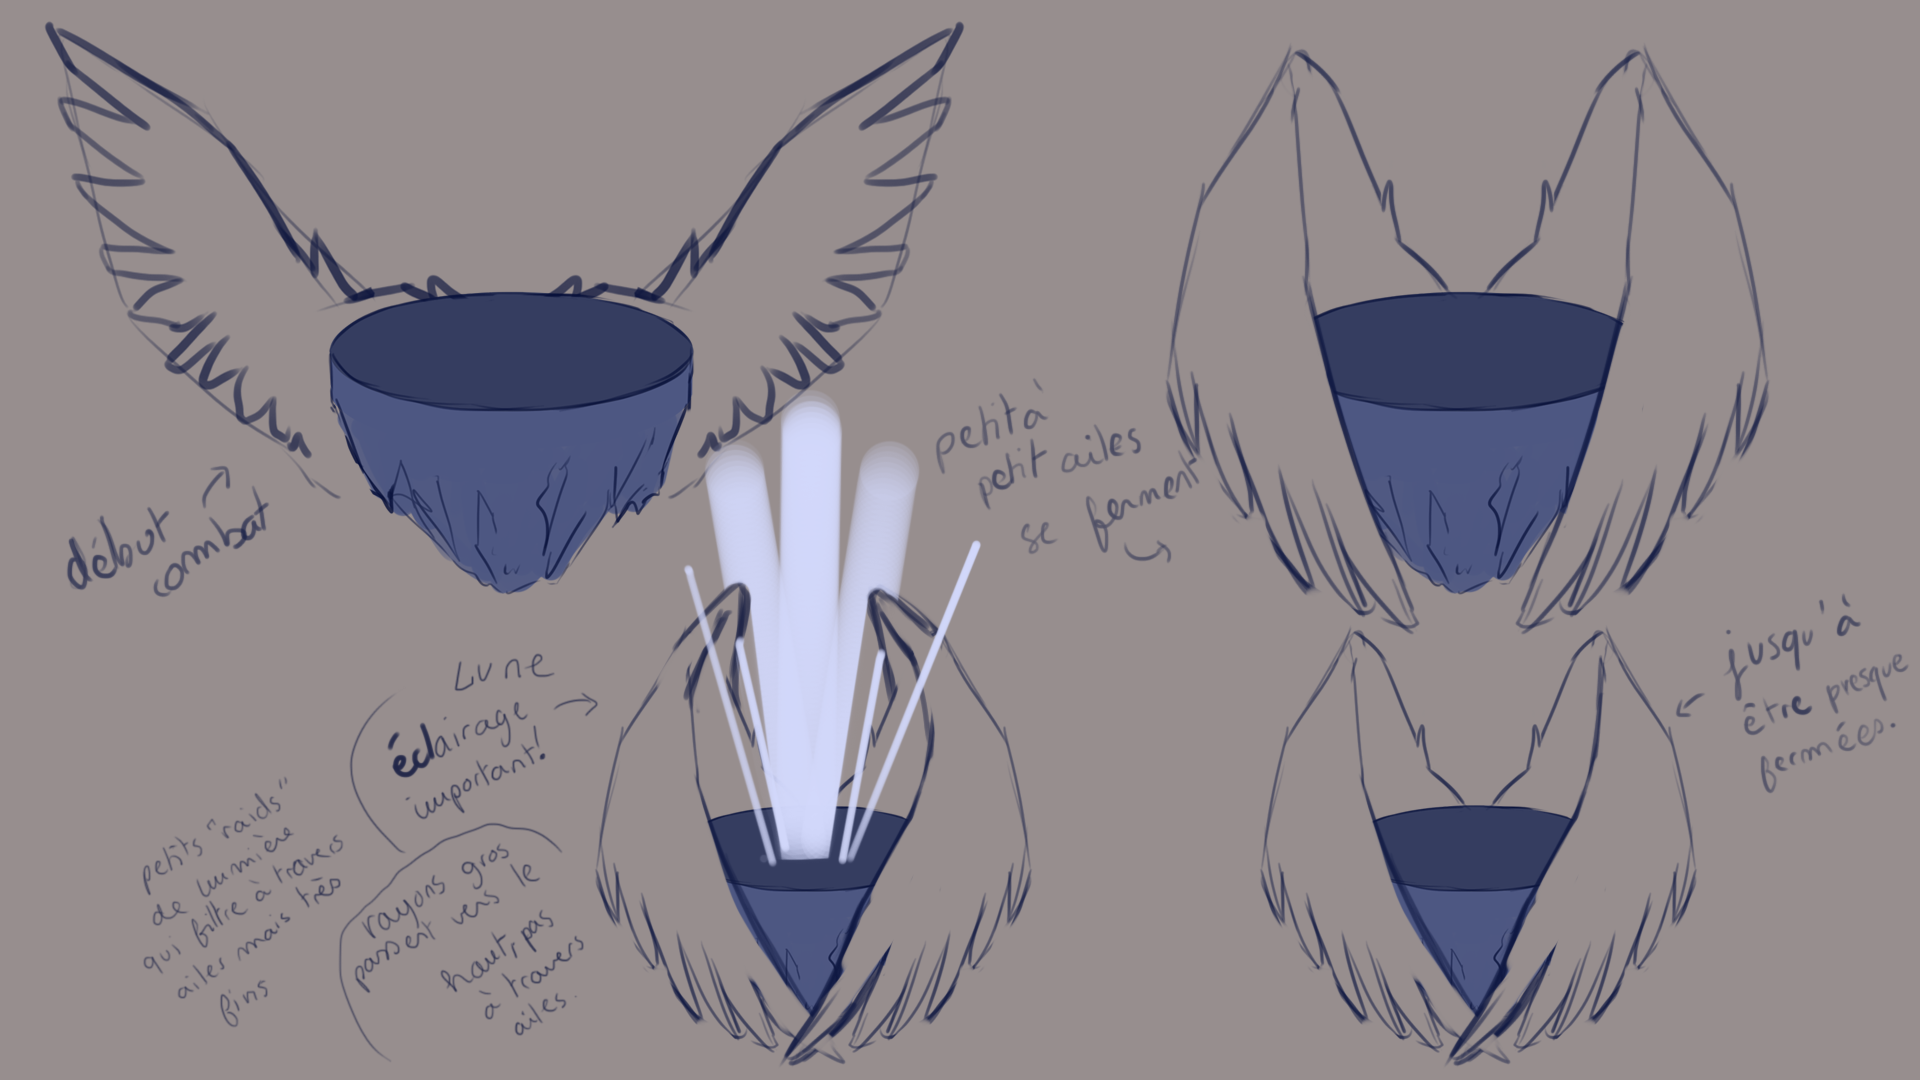 début
combat
petit à
petit ailes
se ferment
jusqu'à
être presque
fermées.
Lune
éclairage
important!
petits "raids"
de lumière
qui filtre à travers
ailes mais très
fins
rayons gros
passent vers le
haut, pas
à travers
ailes.